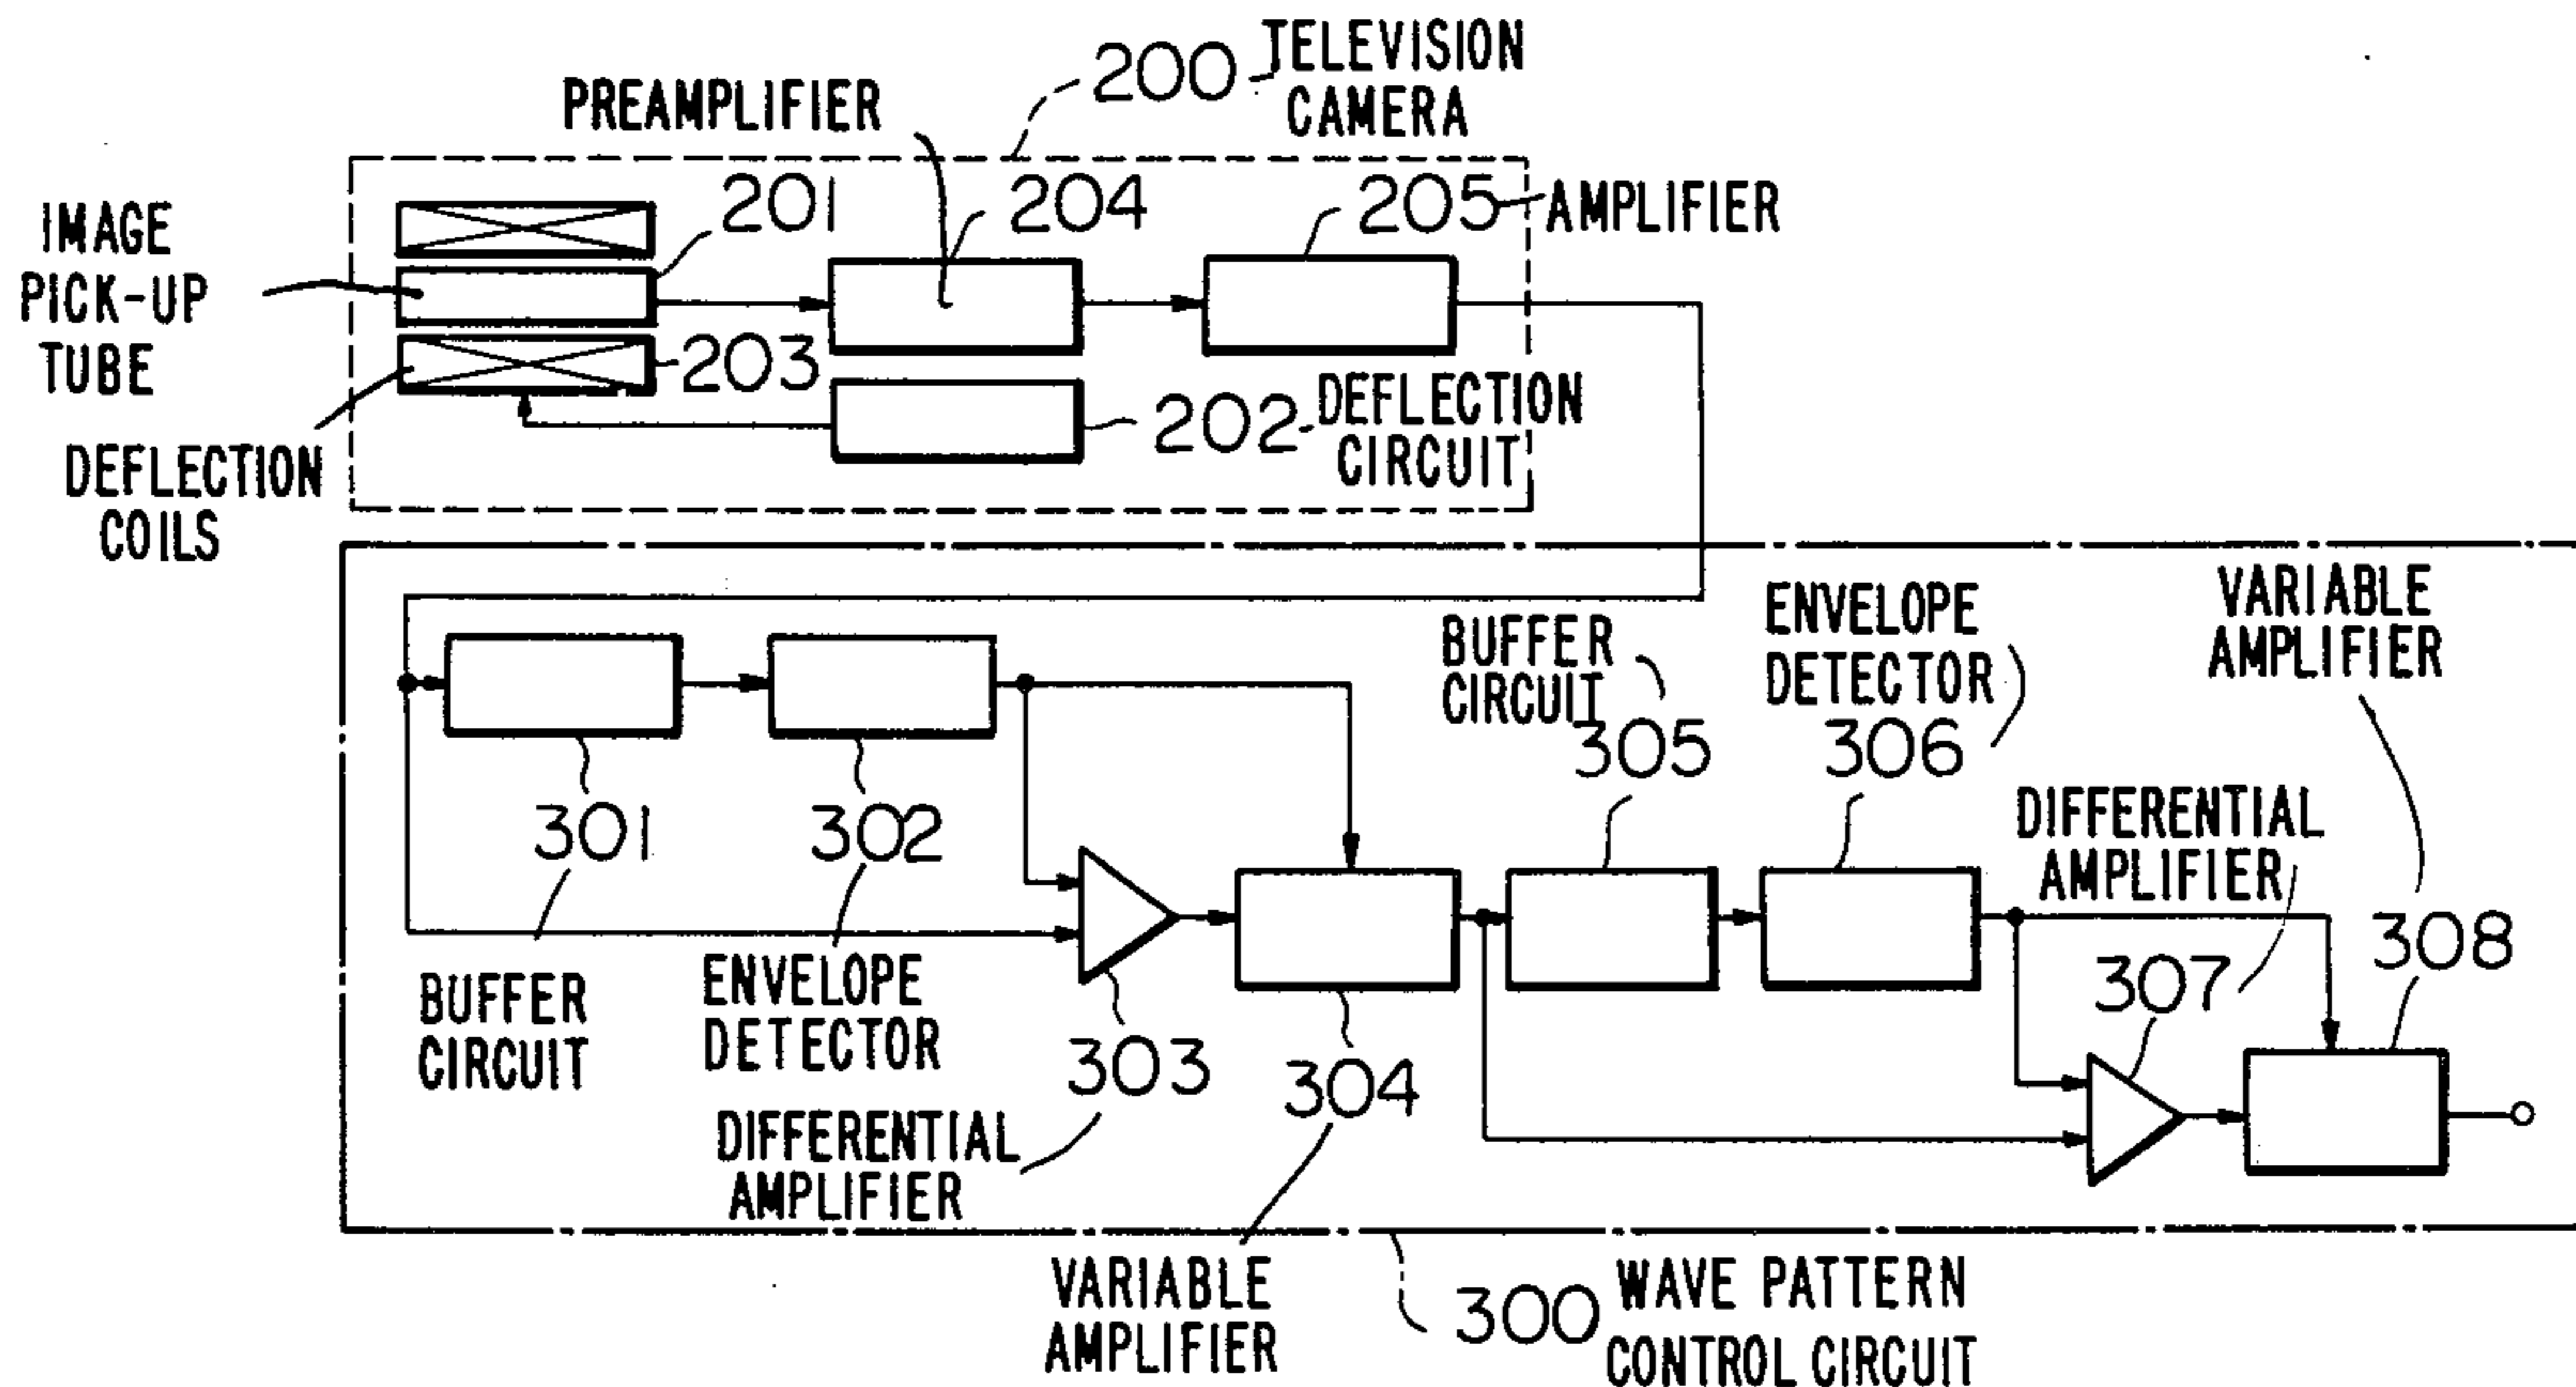 200 TELEVISION
CAMERA
PREAMPLIFIER
IMAGE
PICK-UP
TUBE
201
204
205 AMPLIFIER
203
202 DEFLECTION
CIRCUIT
DEFLECTION
COILS
BUFFER
CIRCUIT
305
ENVELOPE
DETECTOR
306
VARIABLE
AMPLIFIER
301
302
DIFFERENTIAL
AMPLIFIER
307
308
BUFFER
CIRCUIT
ENVELOPE
DETECTOR
303
304
DIFFERENTIAL
AMPLIFIER
VARIABLE
AMPLIFIER
300 WAVE PATTERN
CONTROL CIRCUIT